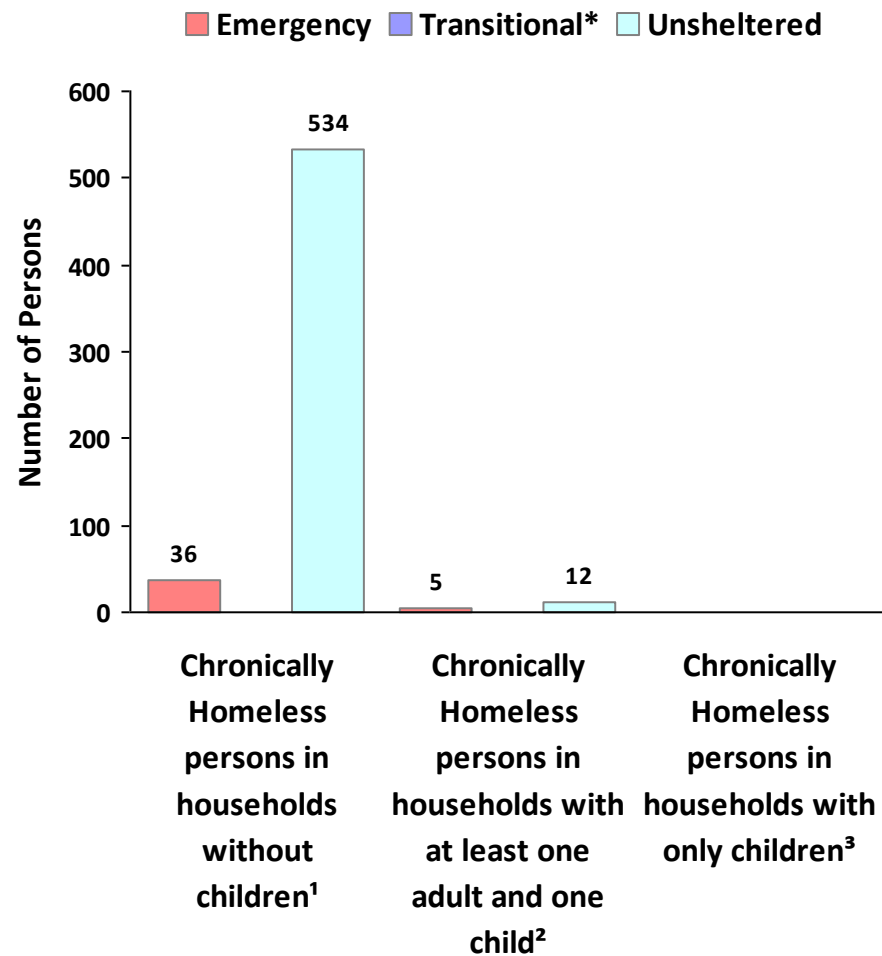 Emergency Transitional* Unsheltered
600
534
500
400
300
200
100
36
5
12
0
Number of Persons
Chronically
Homeless
persons in
households
without
children¹
Chronically
Homeless
persons in
households with
at least one
adult and one
child²
Chronically
Homeless
persons in
households with
only children³